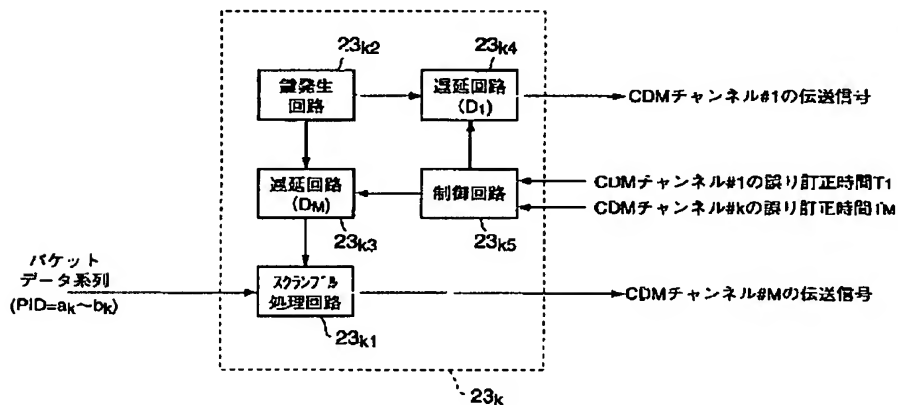 23k2
23k4
鍵発生
回路
遅延回路
(D1)
CDMチャンネル#1の伝送信号
遅延回路
(DM)
制御回路
CDMチャンネル#1の誤り訂正時間T1
CDMチャンネル#kの誤り訂正時間TM
23k3
23k5
パケット
データ系列
(PID=ak~bk)
スクランブル
処理回路
CDMチャンネル#Mの伝送信号
23k1
23k